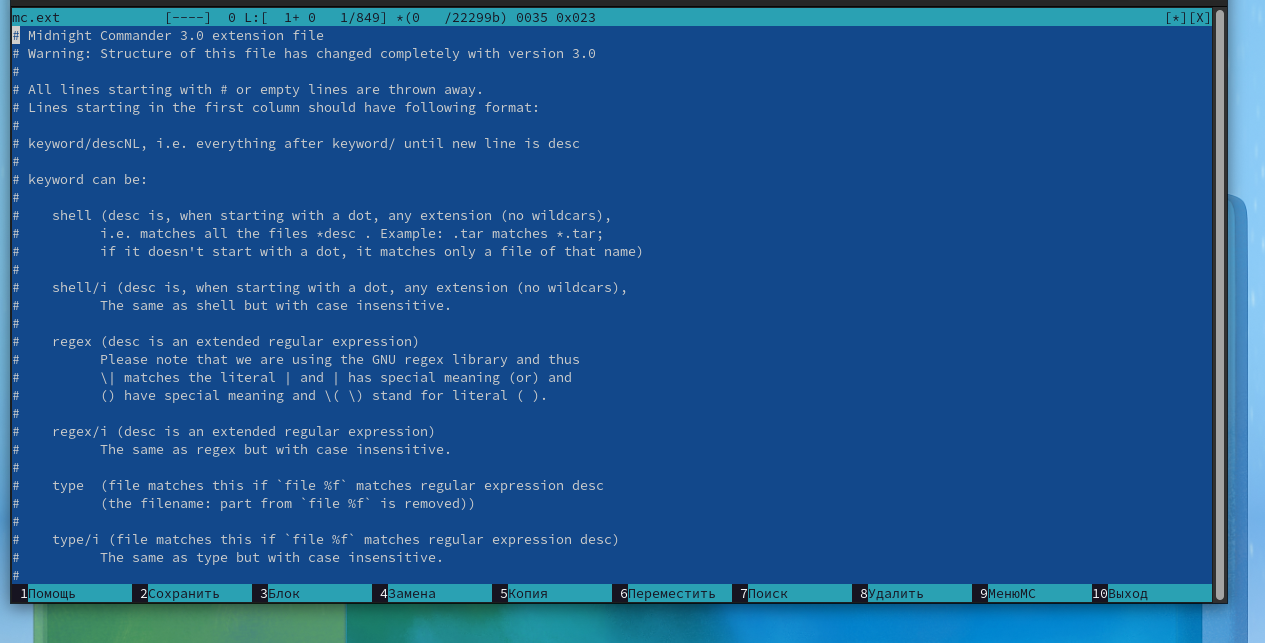 mc.ext [----] 0 L:[ 1+ 0 1/849] *(0 /22299b) 0035 0x023 [*][X]
# Midnight Commander 3.0 extension file
# Warning: Structure of this file has changed completely with version 3.0
#
# All lines starting with # or empty lines are thrown away.
# Lines starting in the first column should have following format:
#
# keyword/descNL, i.e. everything after keyword/ until new line is desc
#
# keyword can be:
#
#    shell (desc is, when starting with a dot, any extension (no wildcars),
#          i.e. matches all the files *desc . Example: .tar matches *.tar;
#          if it doesn't start with a dot, it matches only a file of that name)
#
#    shell/i (desc is, when starting with a dot, any extension (no wildcars),
#          The same as shell but with case insensitive.
#
#    regex (desc is an extended regular expression)
#          Please note that we are using the GNU regex library and thus
#          \| matches the literal | and | has special meaning (or) and
#          () have special meaning and \( \) stand for literal ( ).
#
#    regex/i (desc is an extended regular expression)
#          The same as regex but with case insensitive.
#
#    type  (file matches this if `file %f` matches regular expression desc
#          (the filename: part from `file %f` is removed))
#
#    type/i (file matches this if `file %f` matches regular expression desc)
#          The same as type but with case insensitive.
#
1Помощь 2Сохранить 3Блок 4Замена 5Копия 6Переместить 7Поиск 8Удалить 9МенюМС 10Выход